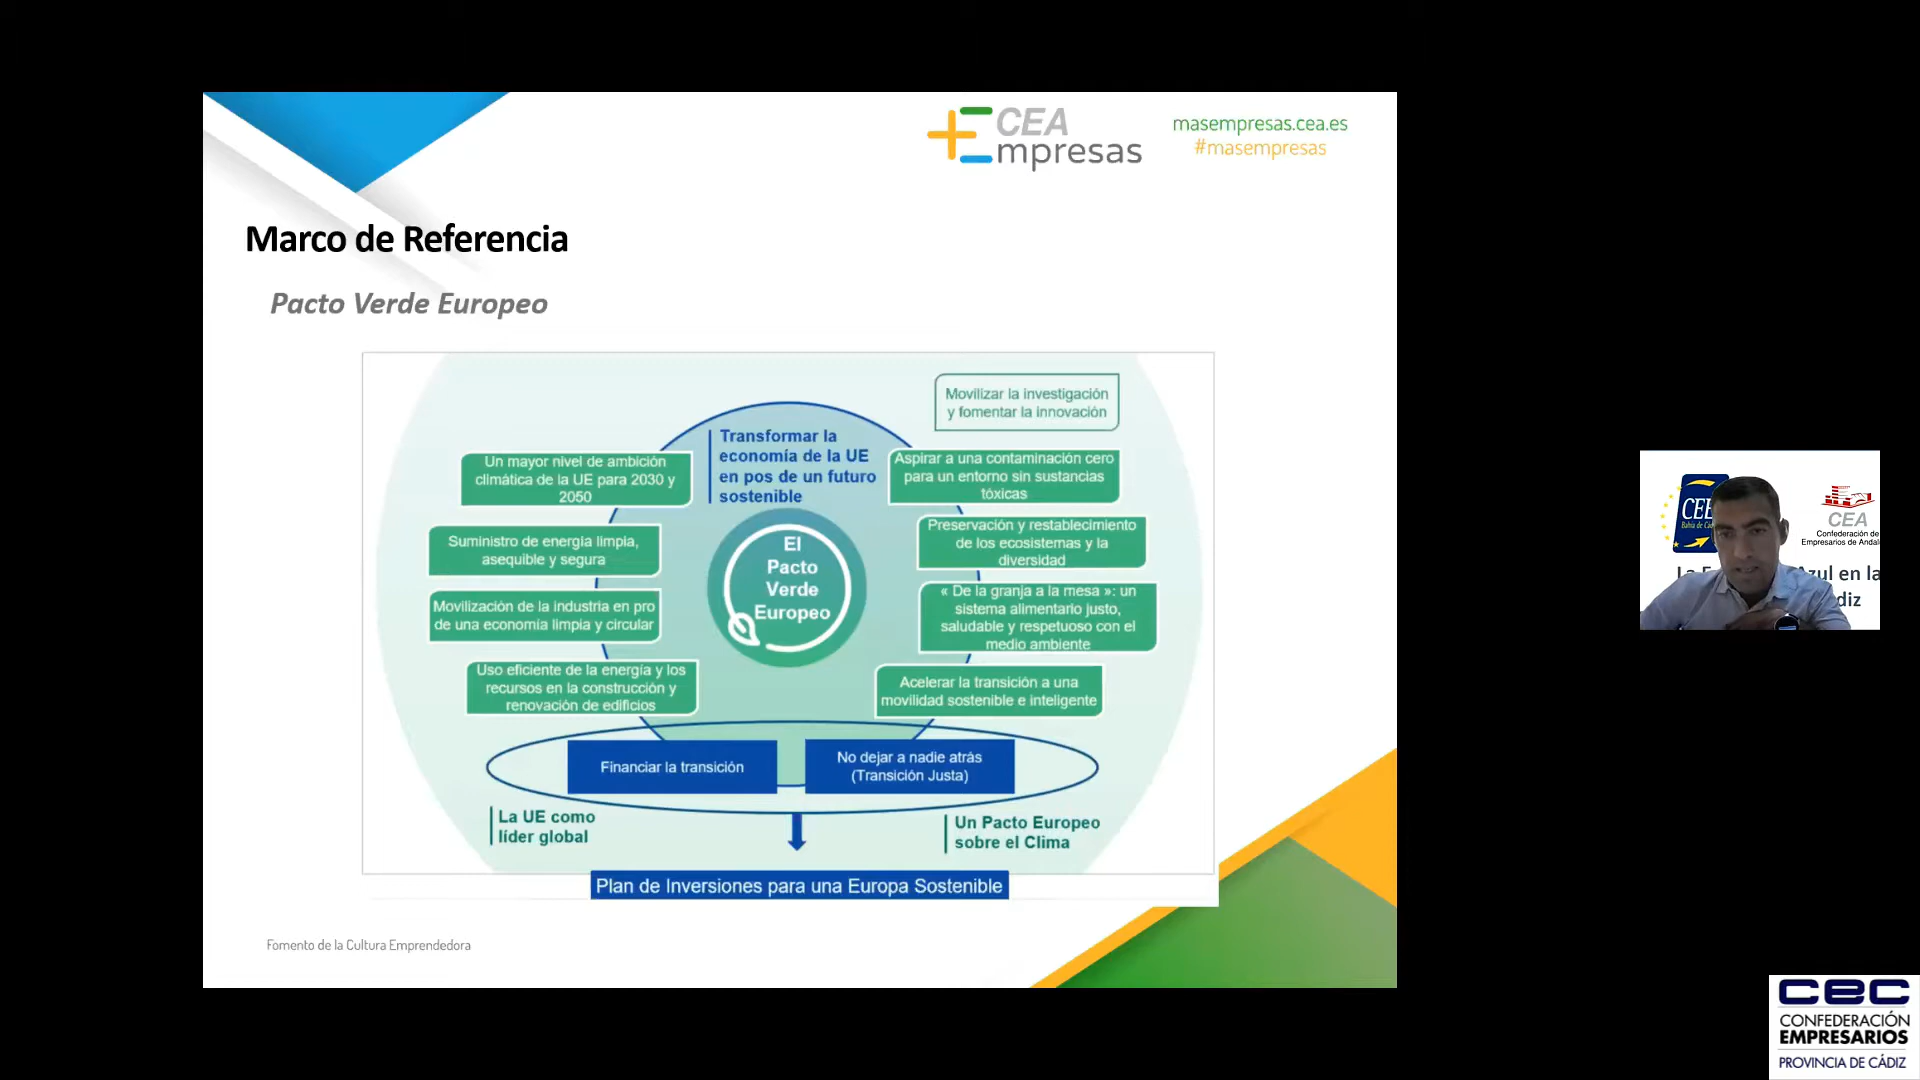 CEA
Empresas
masempresas.cea.es
#masempresas
Marco de Referencia
Pacto Verde Europeo
Movilizar la investigación
y fomentar la innovación
Transformar la
economía de la UE
en pos de un futuro
sostenible
Un mayor nivel de ambición
climática de la UE para 2030 y
2050
Aspirar a una contaminación cero
para un entorno sin sustancias
tóxicas
Suministro de energía limpia,
asequible y segura
Preservación y restablecimiento
de los ecosistemas y la
diversidad
El
Pacto
Verde
Europeo
Movilización de la industria en pro
de una economía limpia y circular
« De la granja a la mesa »: un
sistema alimentario justo,
saludable y respetuoso con el
medio ambiente
Uso eficiente de la energía y los
recursos en la construcción y
renovación de edificios
Acelerar la transición a una
movilidad sostenible e inteligente
Financiar la transición
No dejar a nadie atrás
(Transición Justa)
La UE como
líder global
Un Pacto Europeo
sobre el Clima
Plan de Inversiones para una Europa Sostenible
Fomento de la Cultura Emprendedora
CEA
Confederación de
Empresarios de
azul en la
cec
CONFEDERACIÓN
EMPRESARIOS
PROVINCIA DE CÁDIZ